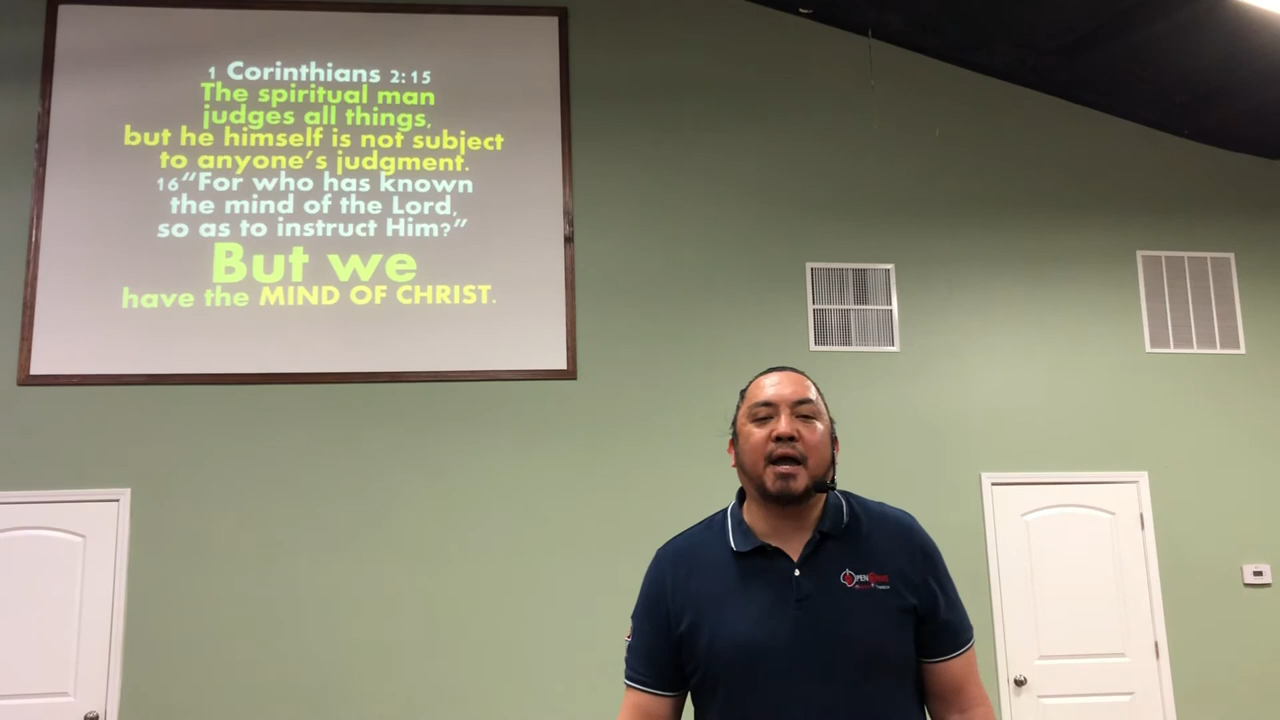 1 Corinthians 2:15
The spiritual man
judges all things,
but he himself is not subject
to anyone's judgment.
16“For who has known
the mind of the Lord,
so as to instruct Him?”
But we
have the MIND OF CHRIST.
OPEN